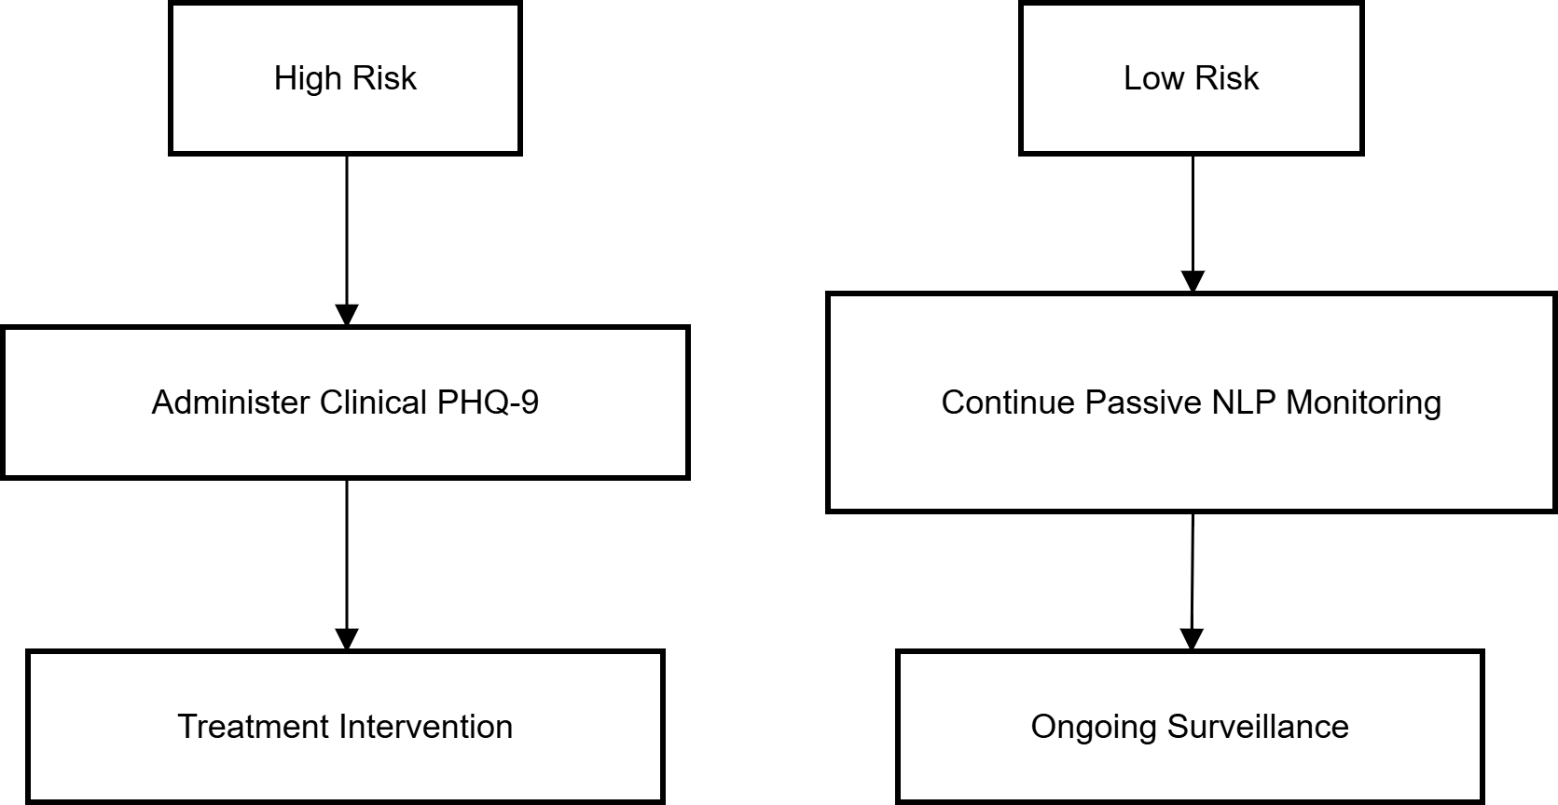 High Risk
Low Risk
Administer Clinical PHQ-9
Continue Passive NLP Monitoring
Treatment Intervention
Ongoing Surveillance